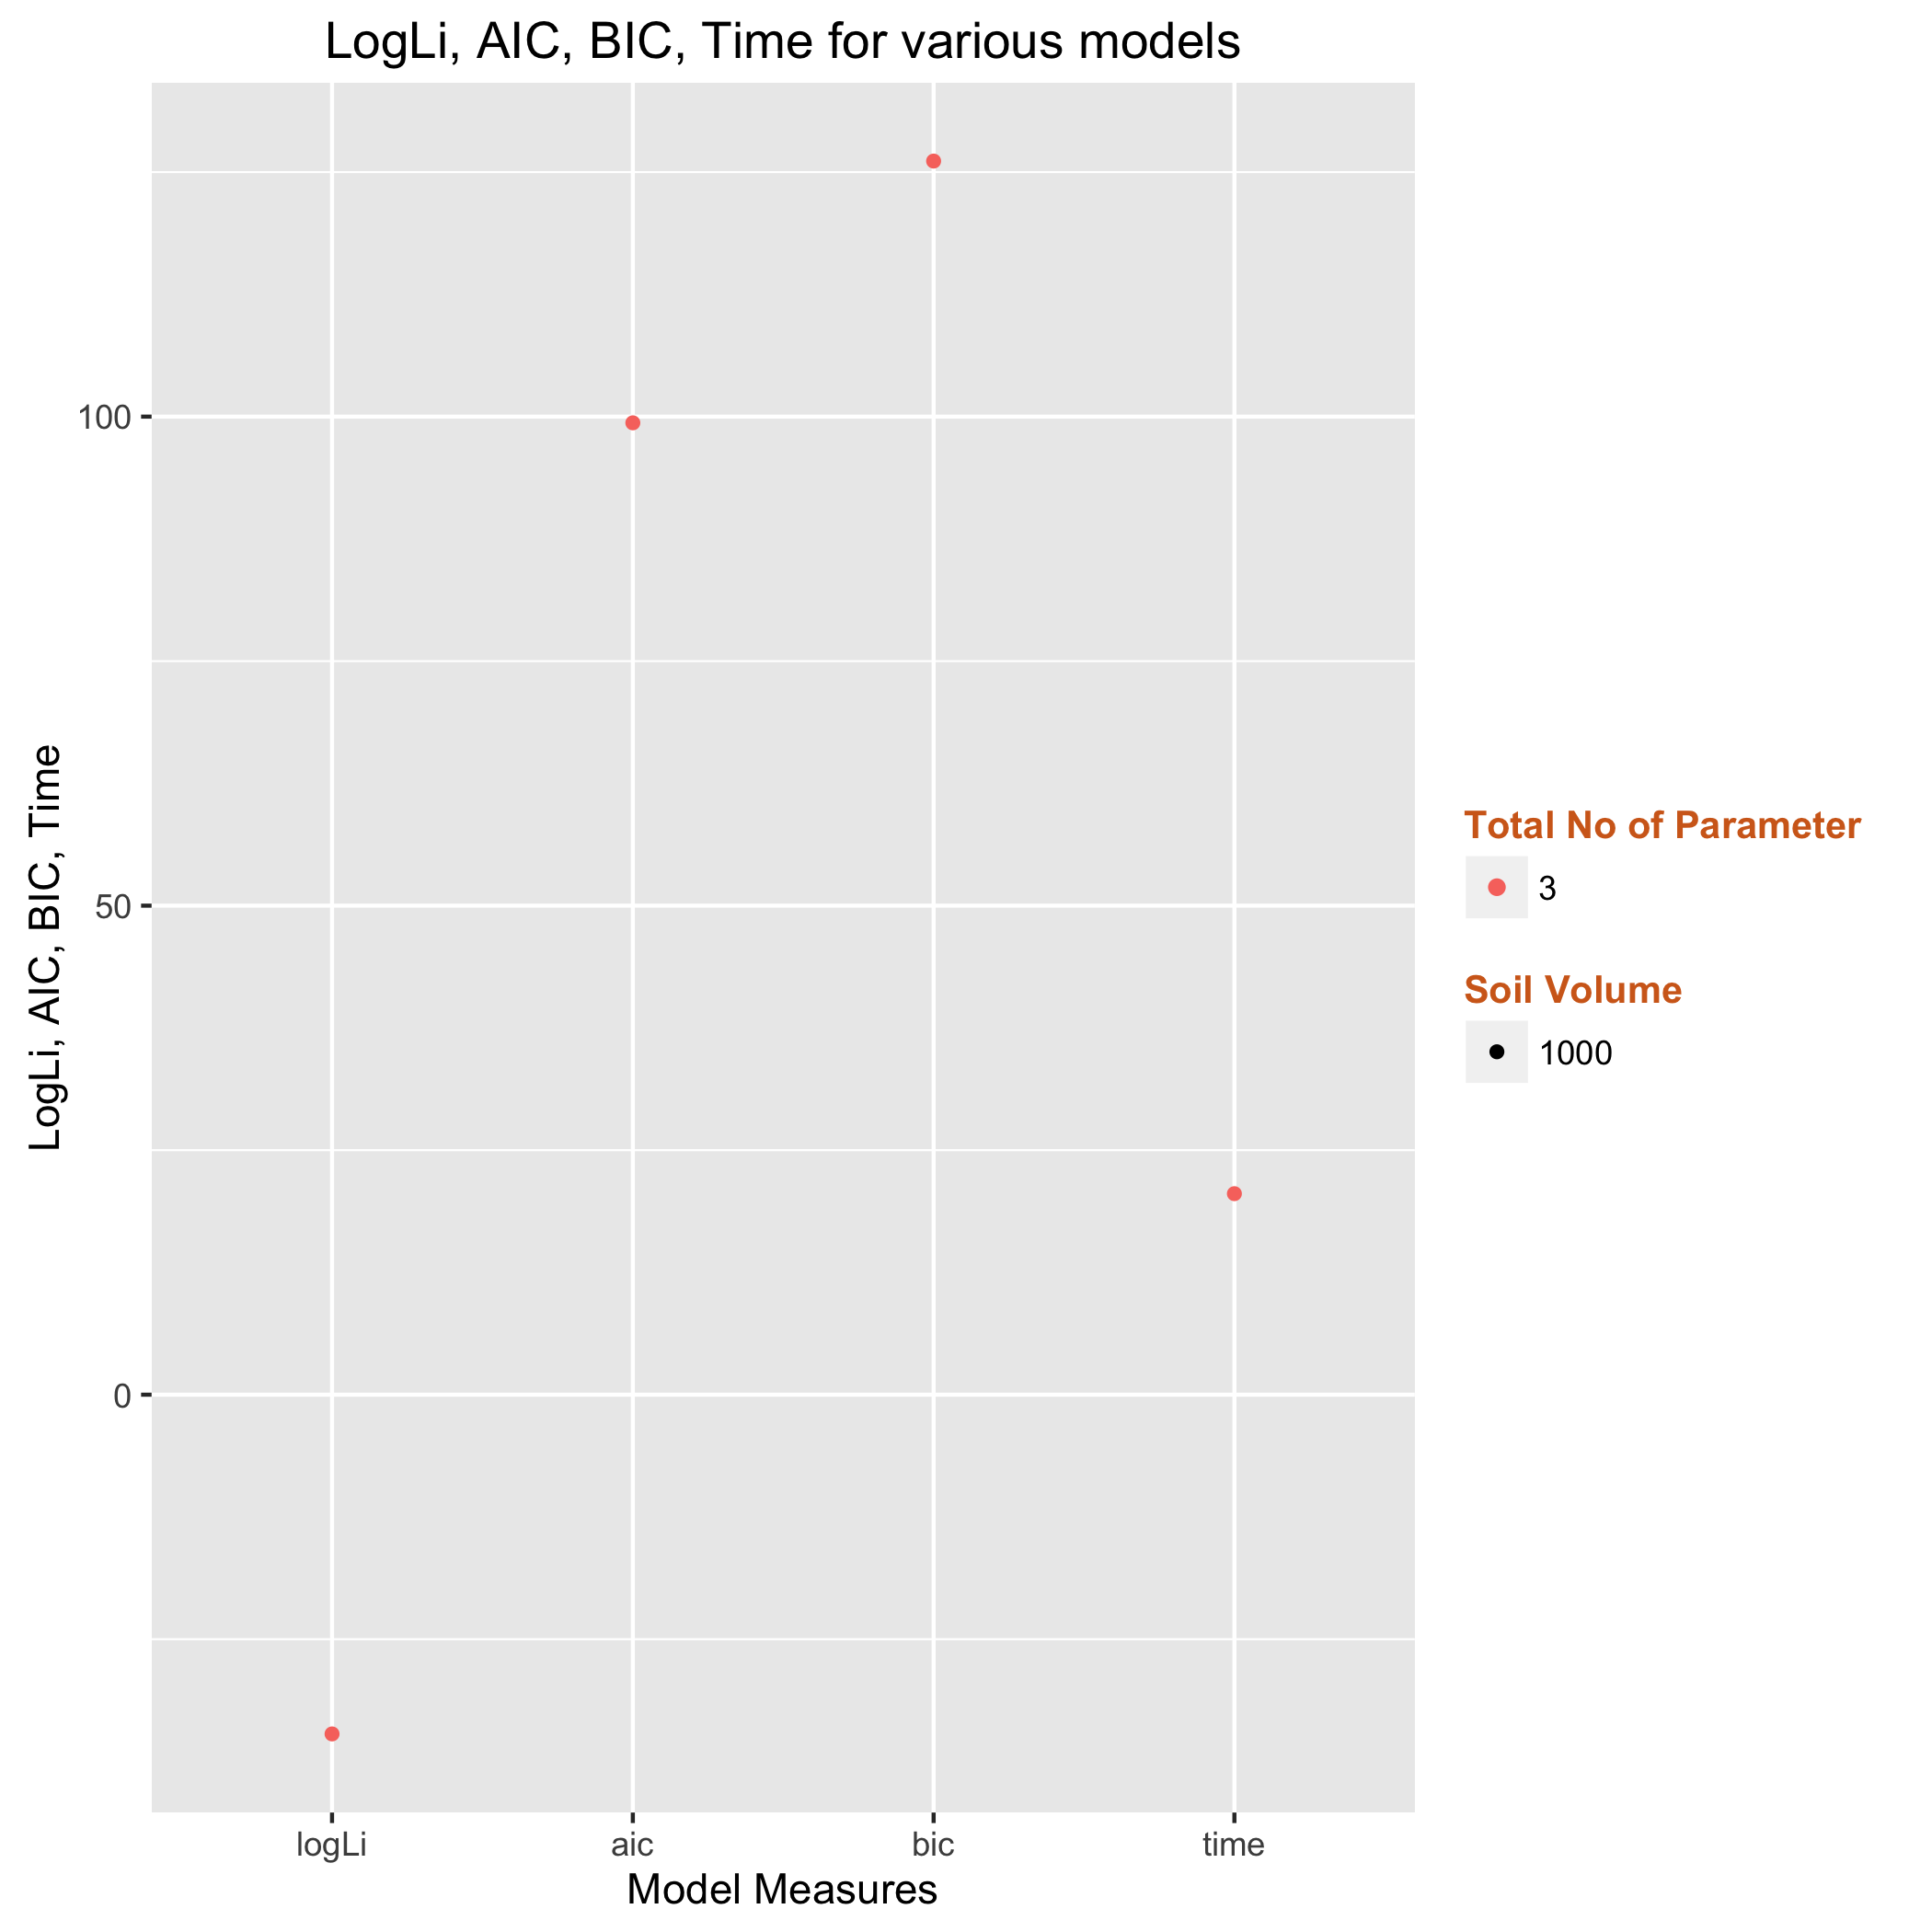 LogLi, AIC, BIC, Time for various models
LogLi, AIC, BIC, Time
100
50
0
logLi
aic
bic
time
Model Measures
Total No of Parameter
3
Soil Volume
1000